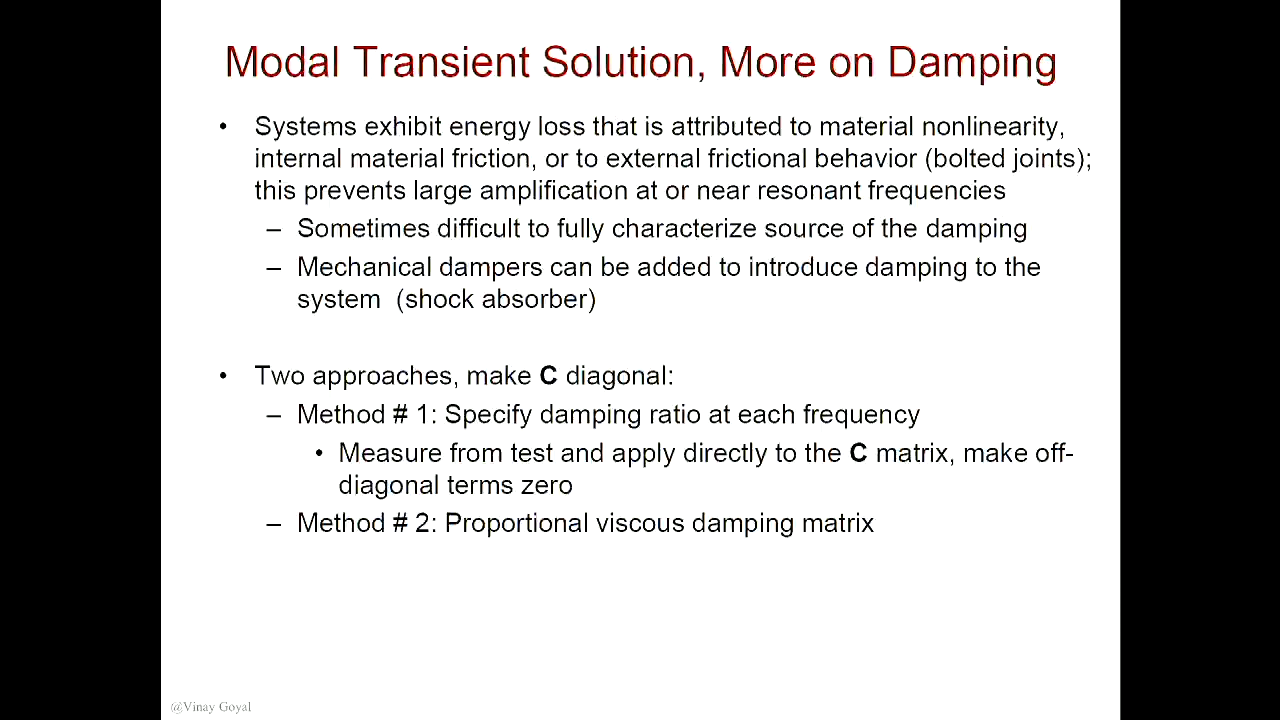 Modal Transient Solution, More on Damping
• Systems exhibit energy loss that is attributed to material nonlinearity,
internal material friction, or to external frictional behavior (bolted joints);
this prevents large amplification at or near resonant frequencies
– Sometimes difficult to fully characterize source of the damping
– Mechanical dampers can be added to introduce damping to the
system (shock absorber)
• Two approaches, make C diagonal:
– Method # 1: Specify damping ratio at each frequency
• Measure from test and apply directly to the C matrix, make off-
diagonal terms zero
– Method # 2: Proportional viscous damping matrix
@Vinay Goyal